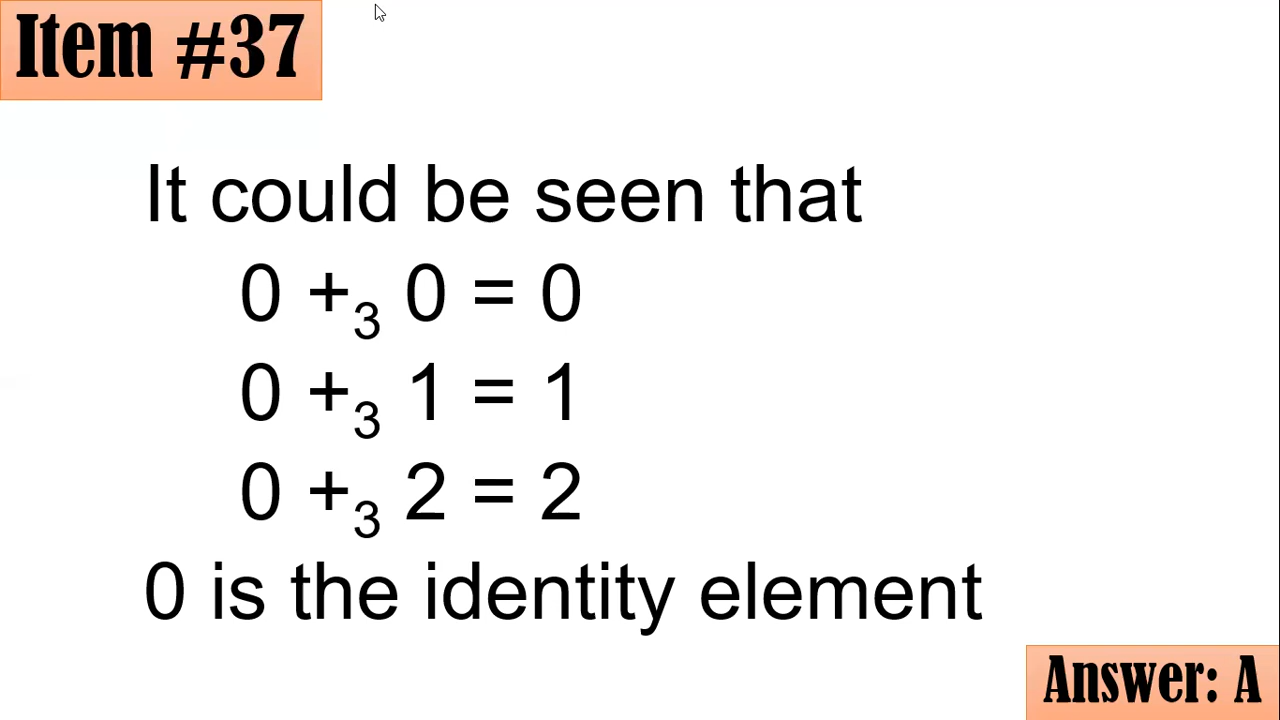 Item #37
It could be seen that
0 +₃ 0 = 0
0 +₃ 1 = 1
0 +₃ 2 = 2
0 is the identity element
Answer: A